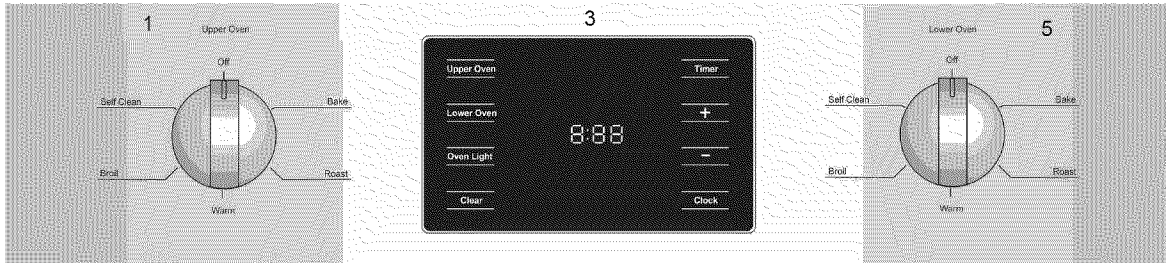 1
Upper Oven
Off
Self Clean
Bake
Broil
Roast
Warm
3
Upper Oven
Timer
Lower Oven
+
8:88
Oven Light
−
Clear
Clock
Lower Oven
5
Off
Self Clean
Bake
Broil
Roast
Warm